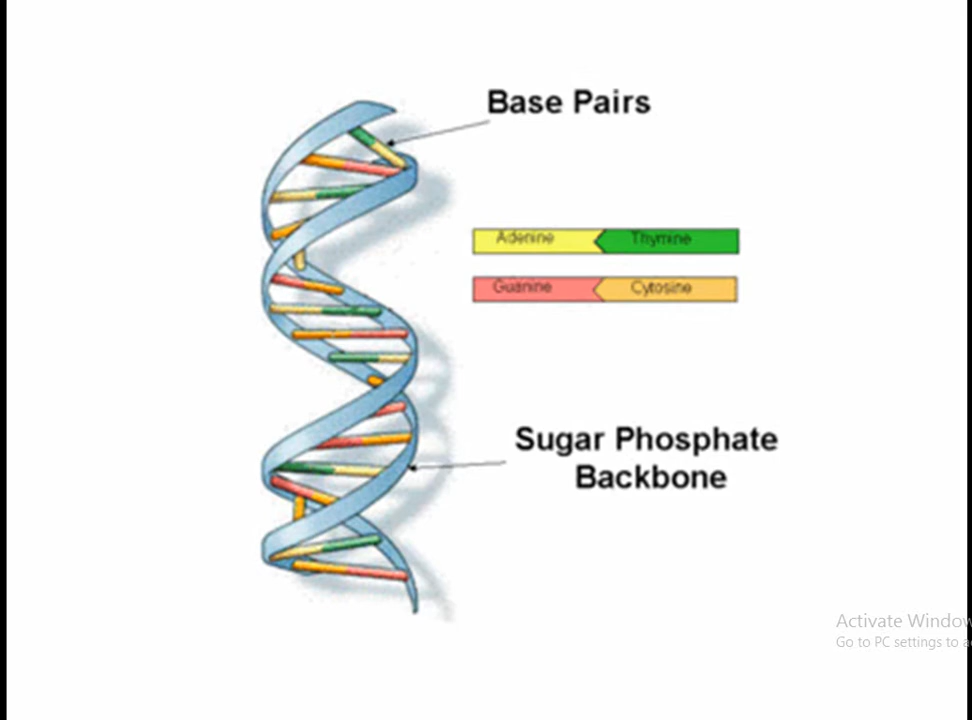 Base Pairs
Adenine Thymine
Guanine Cytosine
Sugar Phosphate
Backbone
Activate Window
Go to PC settings to a